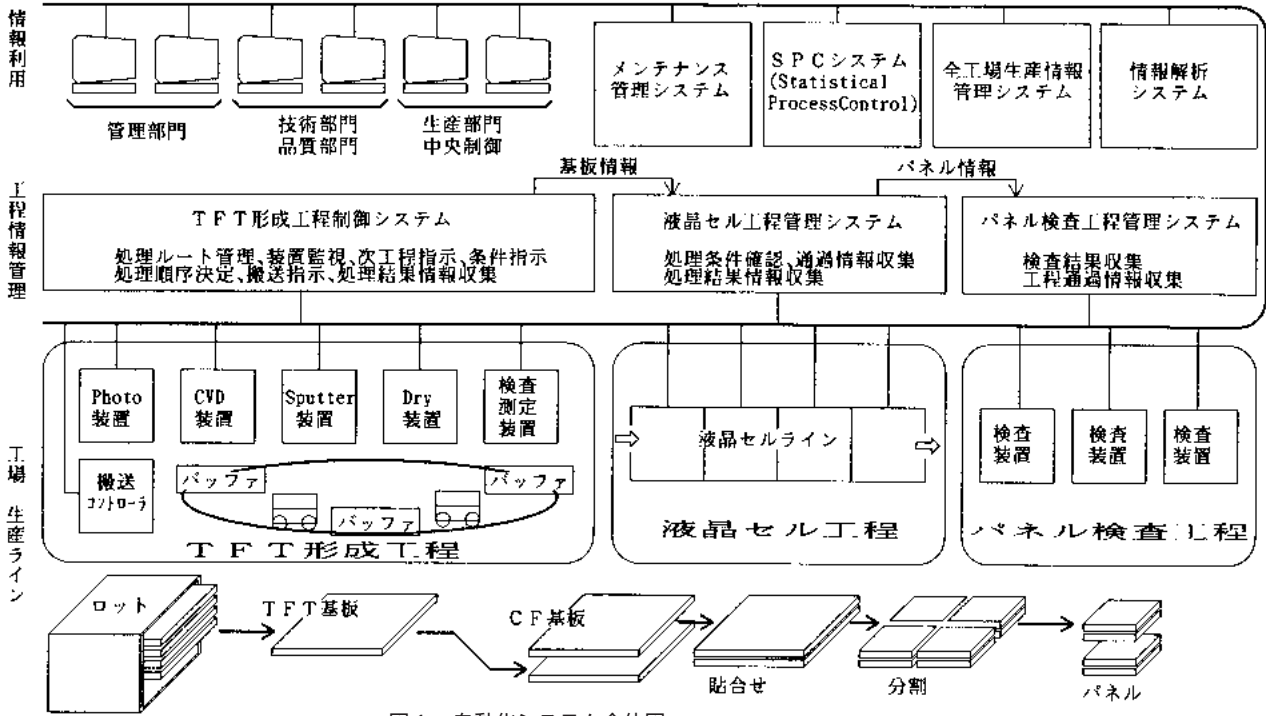 情報利用
管理部門
技術部門
品質部門
生産部門
中央制御
メンテナンス
管理システム
SPCシステム
(Statistical
ProcessControl)
全工場生産情報
管理システム
情報解析
システム
工程情報管理
基板情報
パネル情報
TFT形成工程制御システム
処理ルート管理、装置監視、次工程指示、条件指示
処理順序決定、搬送指示、処理結果情報収集
液晶セル工程管理システム
処理条件確認、通過情報収集
処理結果情報収集
パネル検査工程管理システム
検査結果収集
工程通過情報収集
工場 生産ライン
Photo
装置
CVD
装置
Sputter
装置
Dry
装置
検査
測定
装置
搬送
コントローラ
バッファ
バッファ
バッファ
TFT形成工程
液晶セルライン
液晶セル工程
検査
装置
検査
装置
検査
装置
パネル検査工程
ロット
TFT基板
CF基板
貼合せ
分割
パネル